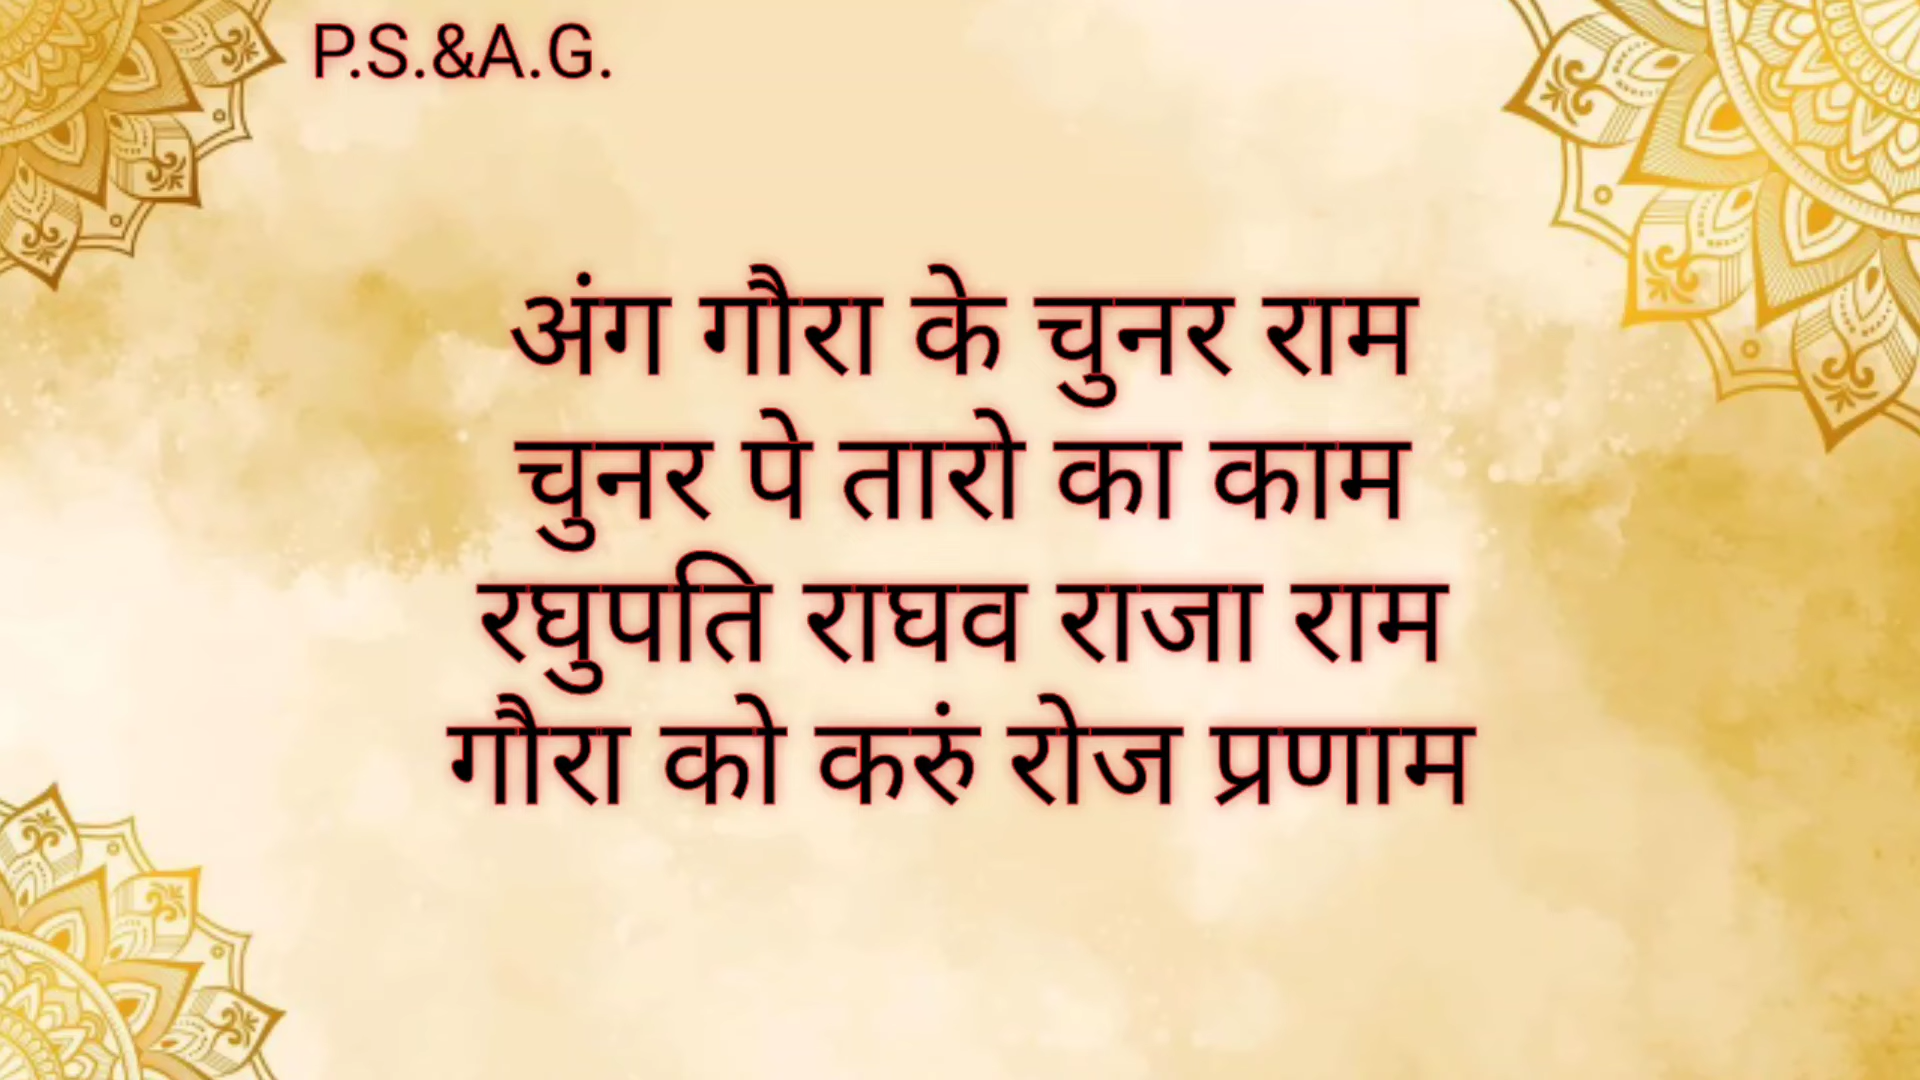 P.S.&A.G.
अंग गौरा के चुनर राम
चुनर पे तारो का काम
रघुपति राघव राजा राम
गौरा को करुं रोज प्रणाम